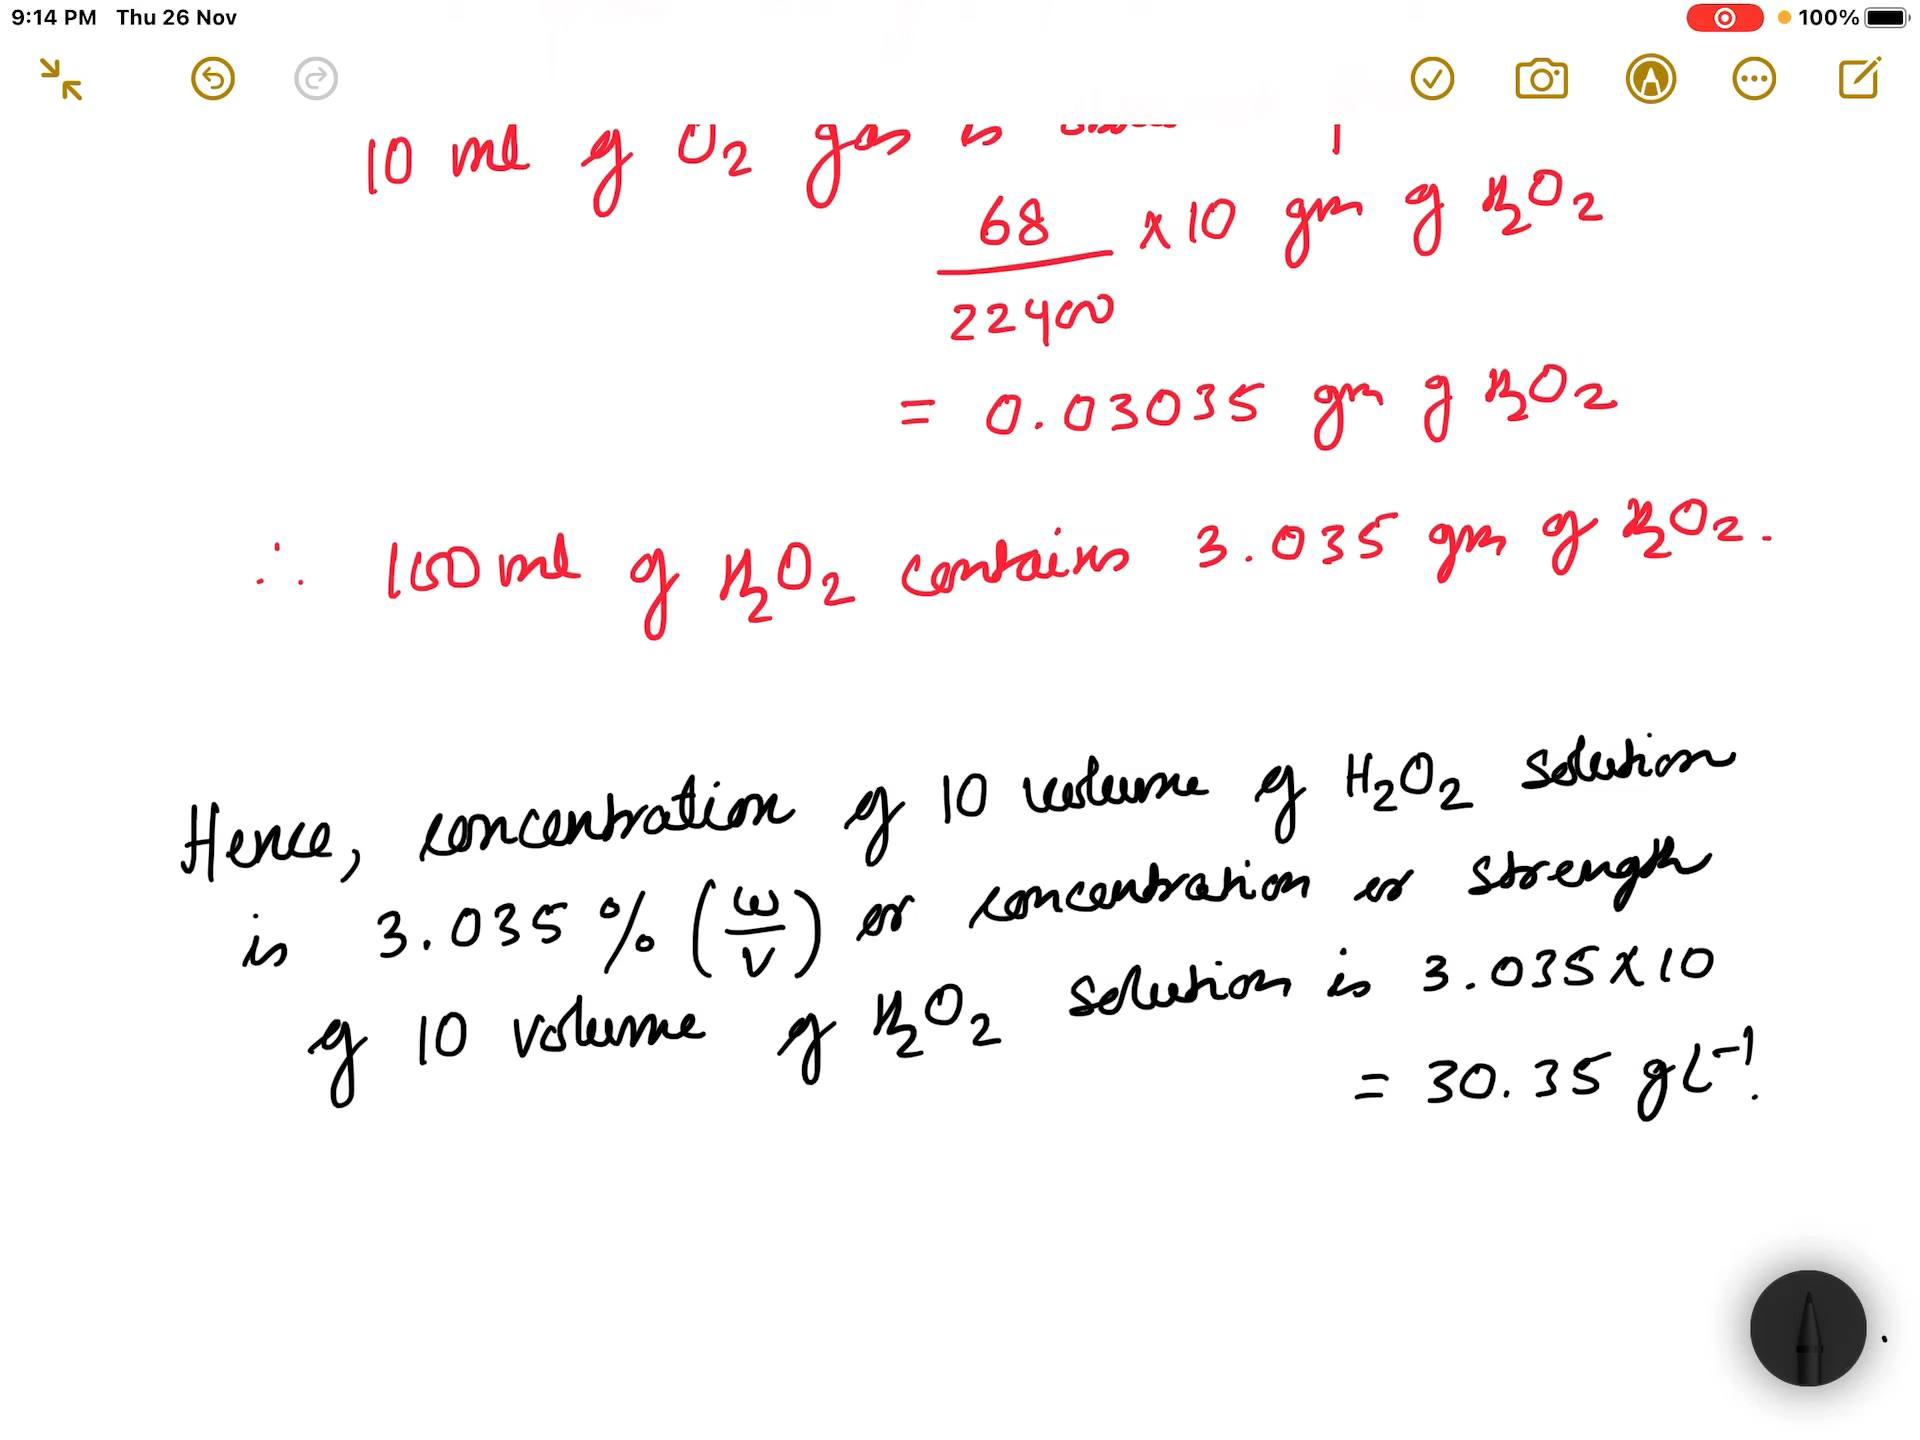 9:14 PM Thu 26 Nov 100%
10 ml of O2 gas is
68/22400 x 10 gm of H2O2
= 0.03035 gm of H2O2
∴ 100 ml of H2O2 contains 3.035 gm of H2O2.
Hence, concentration of 10 volume of H2O2 solution
is 3.035 % (w/v) or concentration or strength
of 10 volume of H2O2 solution is 3.035 x 10
= 30.35 gL⁻¹.